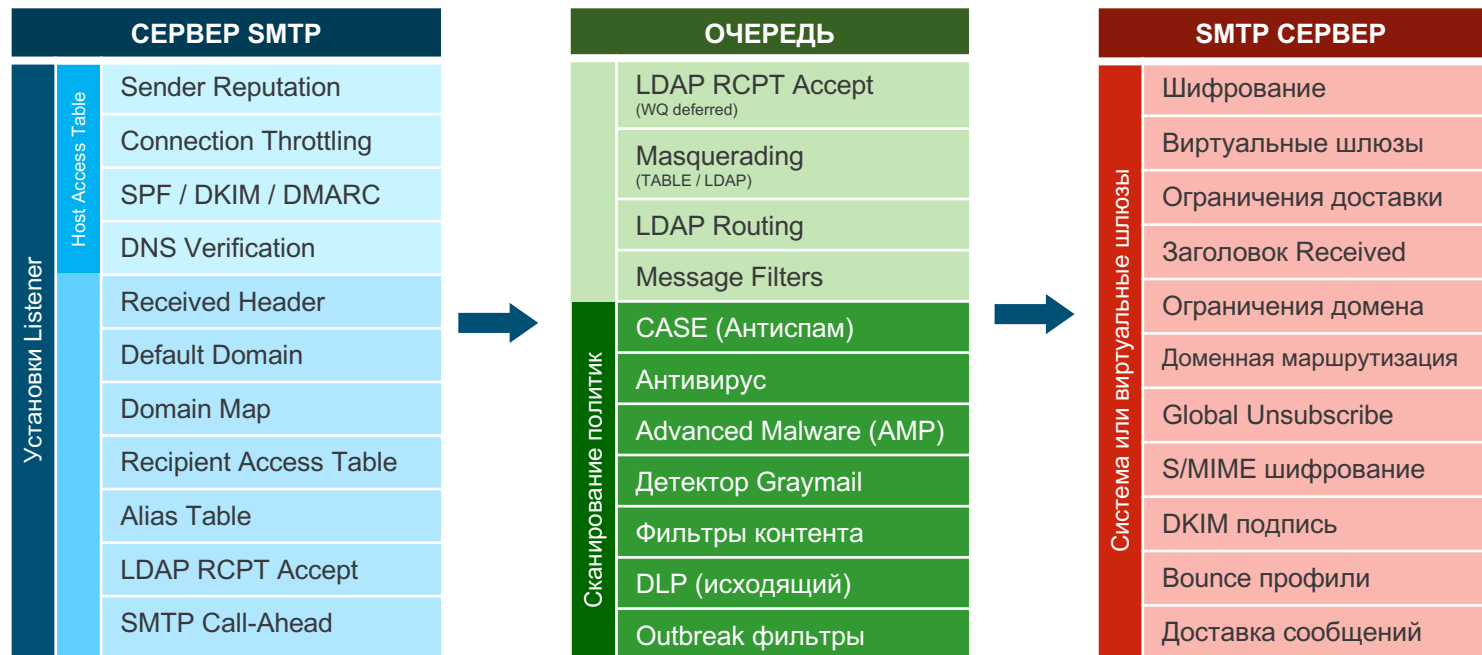 СЕРВЕР SMTP
Установки Listener
Host Access Table
Sender Reputation
Connection Throttling
SPF / DKIM / DMARC
DNS Verification
Received Header
Default Domain
Domain Map
Recipient Access Table
Alias Table
LDAP RCPT Accept
SMTP Call-Ahead
ОЧЕРЕДЬ
LDAP RCPT Accept
(WQ deferred)
Masquerading
(TABLE / LDAP)
LDAP Routing
Message Filters
Сканирование политик
CASE (Антиспам)
Антивирус
Advanced Malware (AMP)
Детектор Graymail
Фильтры контента
DLP (исходящий)
Outbreak фильтры
SMTP СЕРВЕР
Система или виртуальные шлюзы
Шифрование
Виртуальные шлюзы
Ограничения доставки
Заголовок Received
Ограничения домена
Доменная маршрутизация
Global Unsubscribe
S/MIME шифрование
DKIM подпись
Bounce профили
Доставка сообщений